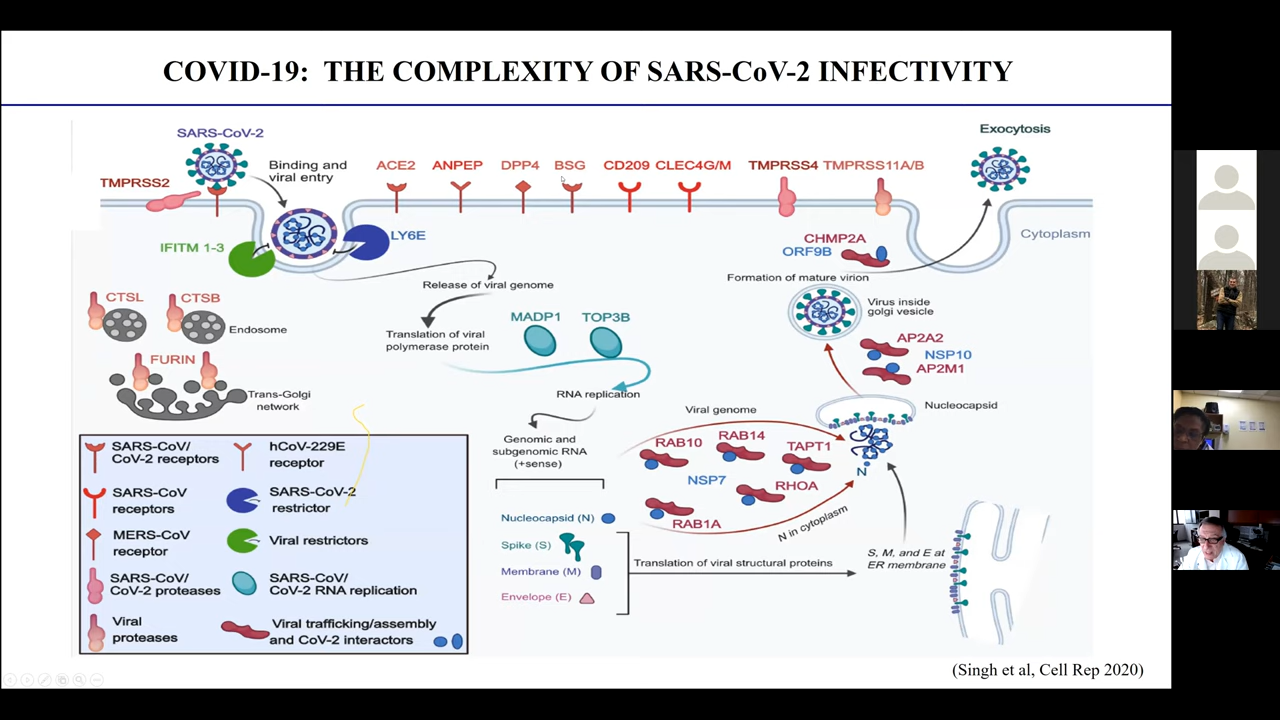 COVID-19: THE COMPLEXITY OF SARS-CoV-2 INFECTIVITY
SARS-CoV-2
Exocytosis
TMPRSS2
Binding and
viral entry
ACE2
ANPEP
DPP4
BSG
CD209
CLEC4G/M
TMPRSS4
TMPRSS11A/B
IFITM 1-3
LY6E
CHMP2A
ORF9B
Cytoplasm
Release of viral genome
Formation of mature virion
CTSL
CTSB
Endosome
Translation of viral
polymerase protein
MADP1
TOP3B
Virus inside
golgi vesicle
AP2A2
NSP10
AP2M1
FURIN
Trans-Golgi
network
RNA replication
Viral genome
Nucleocapsid
Genomic and
subgenomic RNA
(+sense)
RAB10
RAB14
TAPT1
NSP7
RHOA
RAB1A
N
N in cytoplasm
SARS-CoV/
CoV-2 receptors
hCoV-229E
receptor
SARS-CoV
receptors
SARS-CoV-2
restrictor
MERS-CoV
receptor
Viral restrictors
SARS-CoV/
CoV-2 proteases
SARS-CoV/
CoV-2 RNA replication
Viral
proteases
Viral trafficking/assembly
and CoV-2 interactors
Nucleocapsid (N)
Spike (S)
Membrane (M)
Envelope (E)
Translation of viral structural proteins
S, M, and E at
ER membrane
(Singh et al, Cell Rep 2020)